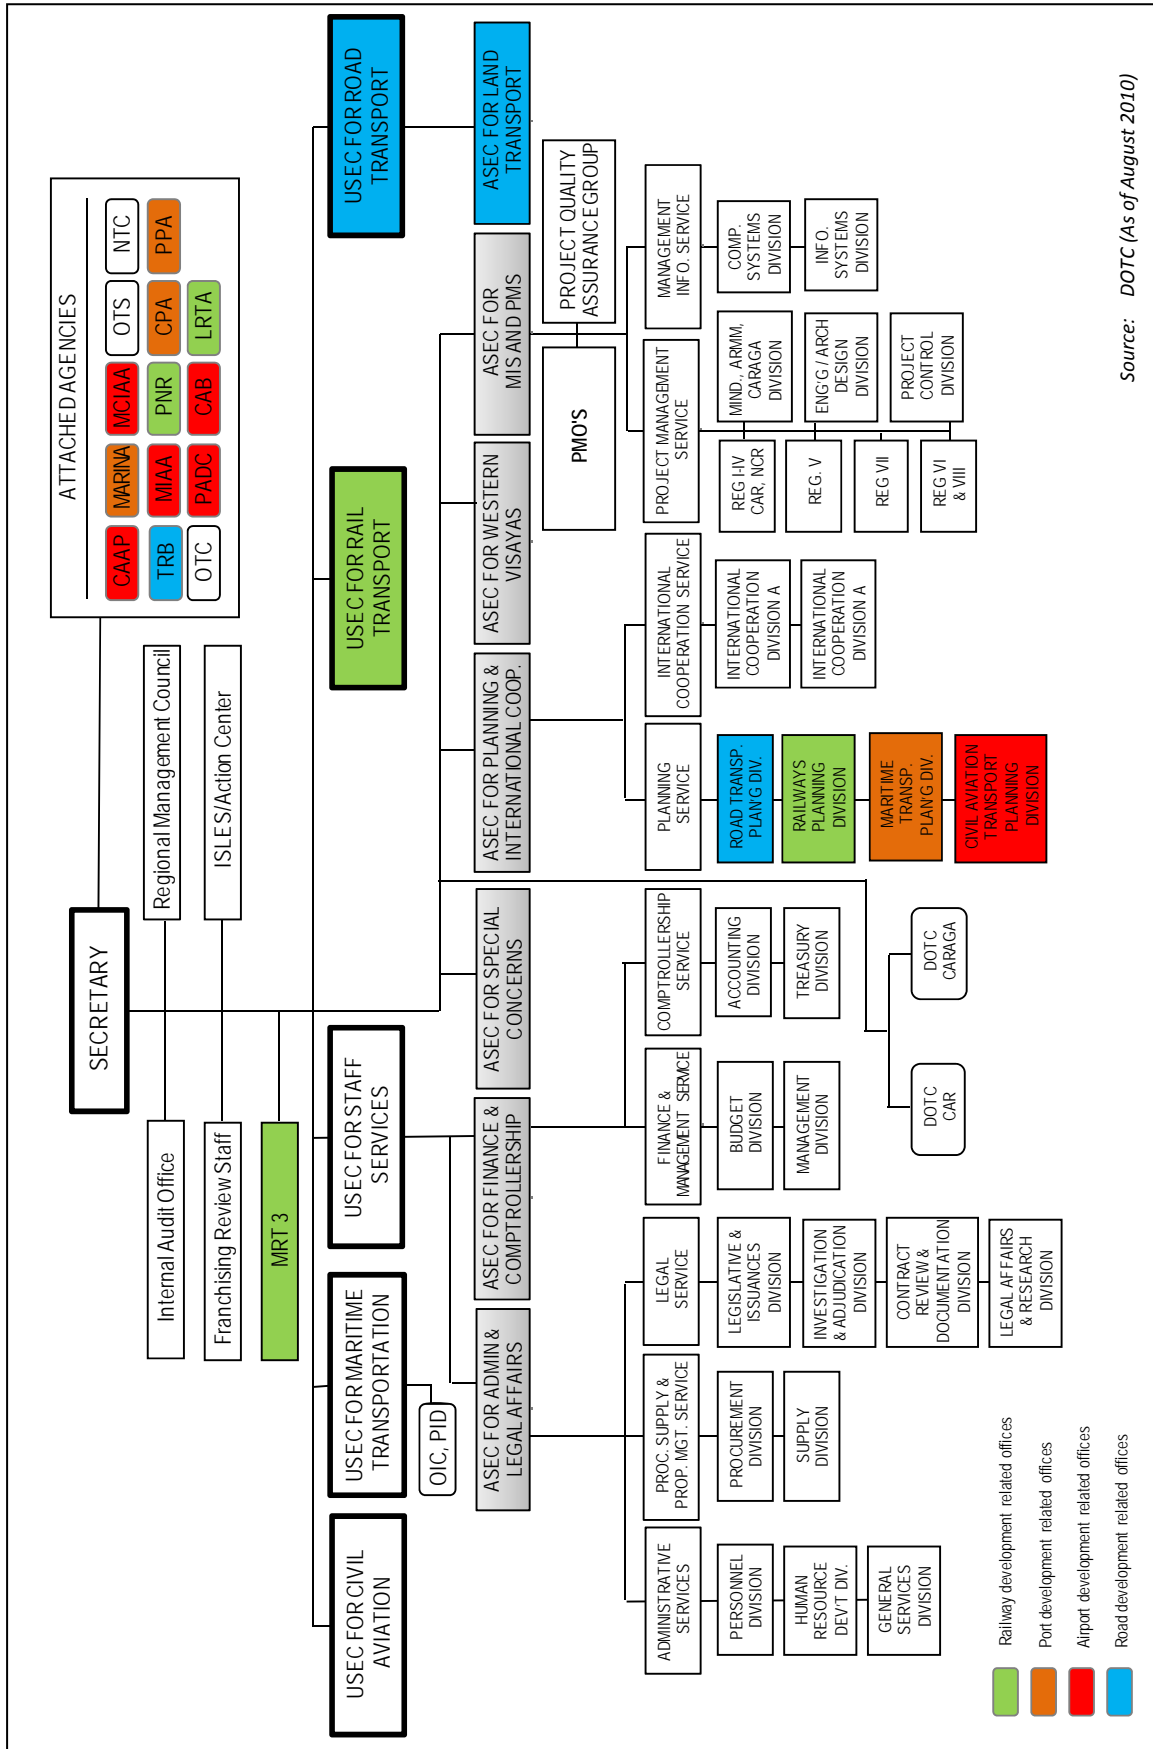 SECRETARY
ATTACHED AGENCIES
CAAP
MARINA
MCIAA
OTS
NTC
TRB
MIAA
PNR
CPA
PPA
OTC
PADC
CAB
LRTA
Internal Audit Office
Regional Management Council
Franchising Review Staff
ISLES/Action Center
MRT 3
USEC FOR CIVIL
AVIATION
USEC FOR MARITIME
TRANSPORTATION
USEC FOR STAFF
SERVICES
USEC FOR RAIL
TRANSPORT
USEC FOR ROAD
TRANSPORT
OIC, PID
ASEC FOR ADMIN &
LEGAL AFFAIRS
ASEC FOR FINANCE &
COMPTROLLERSHIP
ASEC FOR SPECIAL
CONCERNS
ASEC FOR PLANNING &
INTERNATIONAL COOP.
ASEC FOR WESTERN
VISAYAS
ASEC FOR
MIS AND PMS
ASEC FOR LAND
TRANSPORT
PMO'S
PROJECT QUALITY
ASSURANCE GROUP
ADMINISTRATIVE
SERVICES
PROC. SUPPLY &
PROP. MGT. SERVICE
LEGAL
SERVICE
FINANCE &
MANAGEMENT SERVICE
COMPTROLLERSHIP
SERVICE
PLANNING
SERVICE
INTERNATIONAL
COOPERATION SERVICE
PROJECT MANAGEMENT
SERVICE
MANAGEMENT
INFO. SERVICE
PERSONNEL
DIVISION
HUMAN
RESOURCE
DEV'T DIV.
GENERAL
SERVICES
DIVISION
PROCUREMENT
DIVISION
SUPPLY
DIVISION
LEGISLATIVE &
ISSUANCES
DIVISION
INVESTIGATION
& ADJUDICATION
DIVISION
CONTRACT
REVIEW &
DOCUMENTATION
DIVISION
LEGAL AFFAIRS
& RESEARCH
DIVISION
BUDGET
DIVISION
MANAGEMENT
DIVISION
ACCOUNTING
DIVISION
TREASURY
DIVISION
DOTC
CAR
DOTC
CARAGA
ROAD TRANSP.
PLAN'G DIV.
RAILWAYS
PLANNING
DIVISION
MARITIME
TRANSP.
PLAN'G DIV.
CIVIL AVIATION
TRANSPORT
PLANNING
DIVISION
INTERNATIONAL
COOPERATION
DIVISION A
INTERNATIONAL
COOPERATION
DIVISION A
REG I-IV
CAR, NCR
REG. V
REG VII
REG VI
& VIII
MIND., ARMM,
CARAGA
DIVISION
ENG'G / ARCH
DESIGN
DIVISION
PROJECT
CONTROL
DIVISION
COMP.
SYSTEMS
DIVISION
INFO.
SYSTEMS
DIVISION
Railway development related offices
Port development related offices
Airport development related offices
Road development related offices
Source: DOTC (As of August 2010)